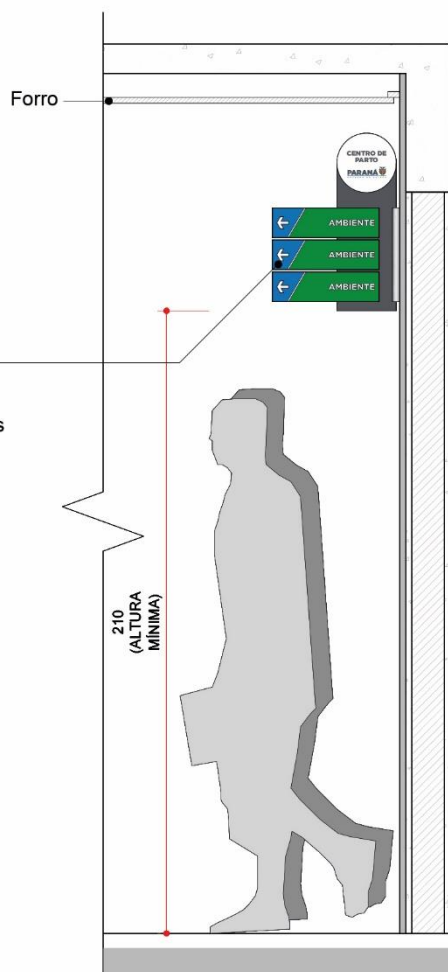 Forro
CENTRO DE
PARTO
PARANÁ
AMBIENTE
AMBIENTE
AMBIENTE
s
210
(ALTURA
MÍNIMA)